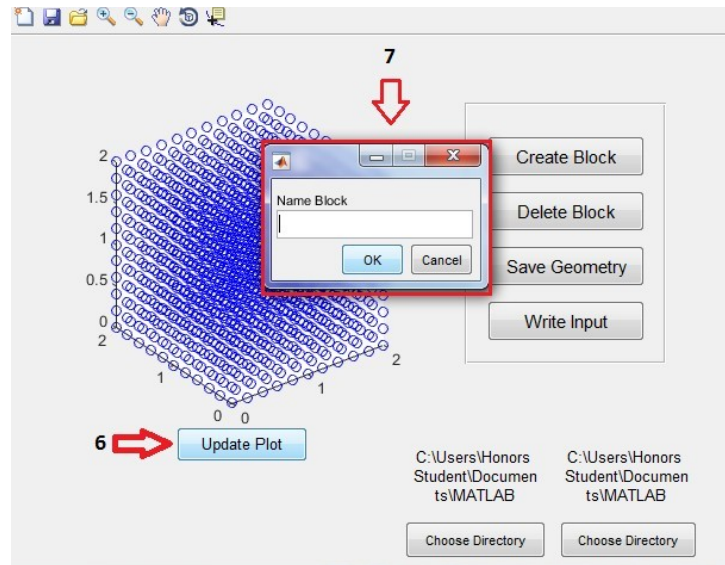 7
2
1.5
1
0.5
0
2
1
0
0
1
2
Name Block
OK
Cancel
Create Block
Delete Block
Save Geometry
Write Input
6
Update Plot
C:\Users\Honors
Student\Documen
ts\MATLAB
C:\Users\Honors
Student\Documen
ts\MATLAB
Choose Directory
Choose Directory